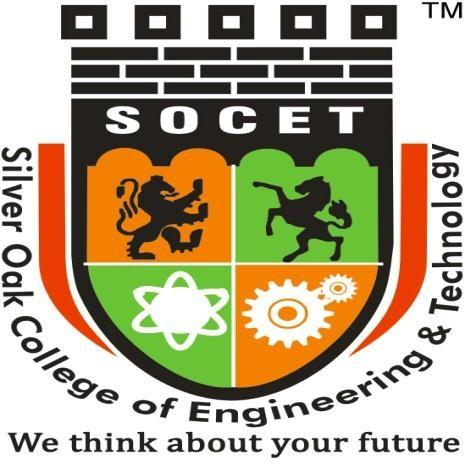 TM
SOCET
Silver Oak College of Engineering & Technology
We think about your future